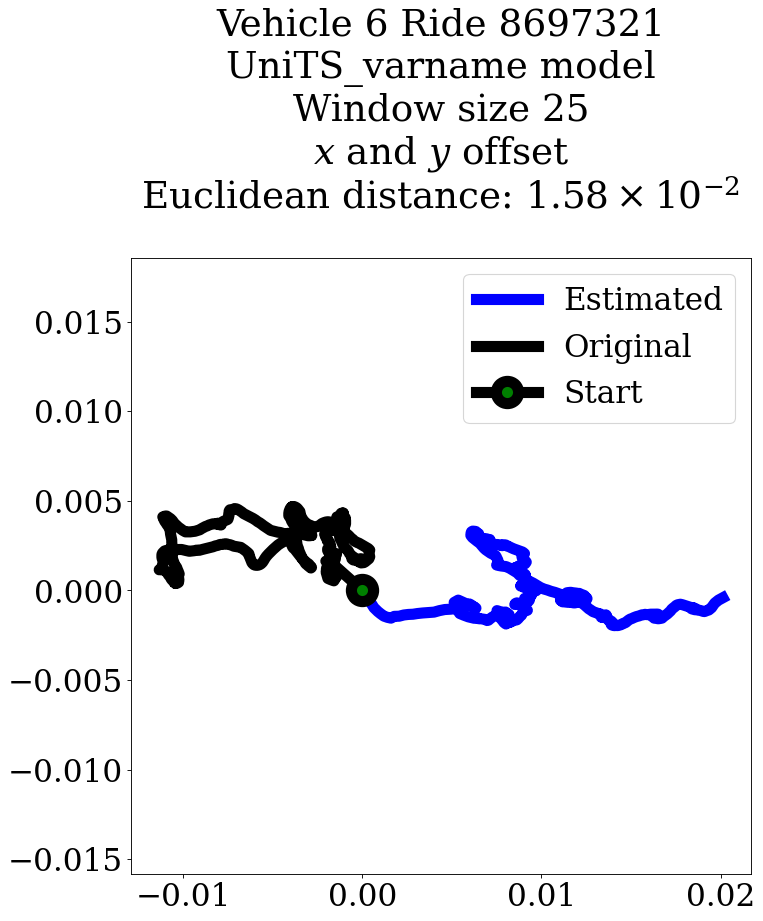 Vehicle 6 Ride 8697321
UniTS_varname model
Window size 25
x and y offset
Euclidean distance: 1.58 × 10⁻²
Estimated
Original
Start
0.015
0.010
0.005
0.000
−0.005
−0.010
−0.015
−0.01 0.00 0.01 0.02